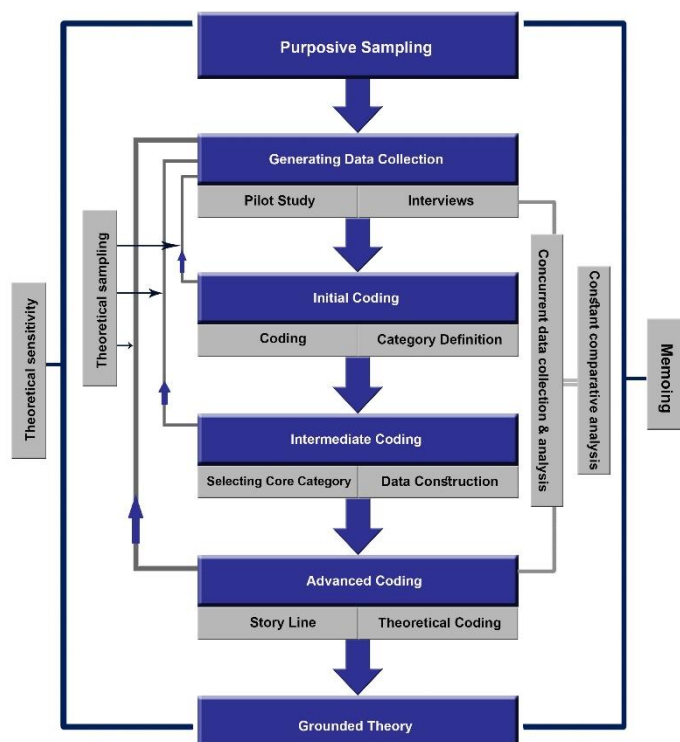 Purposive Sampling
Generating Data Collection
Pilot Study
Interviews
Initial Coding
Coding
Category Definition
Intermediate Coding
Selecting Core Category
Data Construction
Advanced Coding
Story Line
Theoretical Coding
Grounded Theory
Theoretical sensitivity
Theoretical sampling
Concurrent data collection & analysis
Constant comparative analysis
Memoing